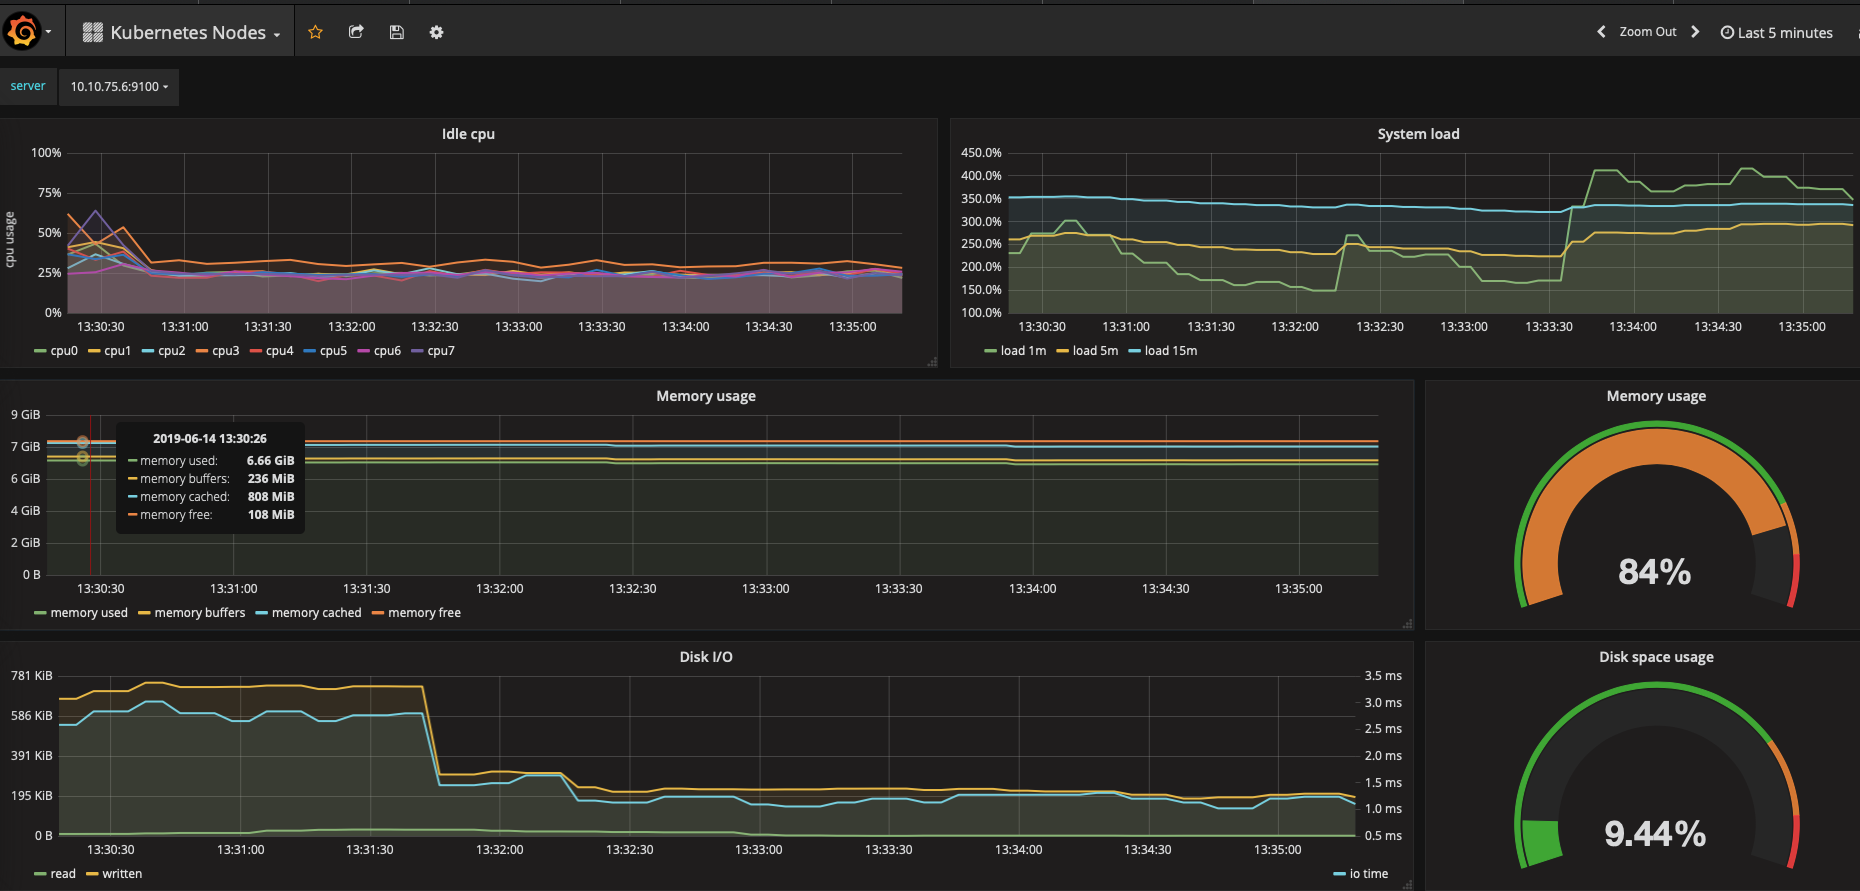 Kubernetes Nodes
Zoom Out
Last 5 minutes
server
10.10.75.6:9100
Idle cpu
cpu usage
100%
75%
50%
25%
0%
13:30:30 13:31:00 13:31:30 13:32:00 13:32:30 13:33:00 13:33:30 13:34:00 13:34:30 13:35:00
cpu0 cpu1 cpu2 cpu3 cpu4 cpu5 cpu6 cpu7
System load
450.0%
400.0%
350.0%
300.0%
250.0%
200.0%
150.0%
100.0%
13:30:30 13:31:00 13:31:30 13:32:00 13:32:30 13:33:00 13:33:30 13:34:00 13:34:30 13:35:00
load 1m load 5m load 15m
Memory usage
9 GiB
7 GiB
6 GiB
4 GiB
2 GiB
0 B
2019-06-14 13:30:26
memory used: 6.66 GiB
memory buffers: 236 MiB
memory cached: 808 MiB
memory free: 108 MiB
13:30:30 13:31:00 13:31:30 13:32:00 13:32:30 13:33:00 13:33:30 13:34:00 13:34:30 13:35:00
memory used memory buffers memory cached memory free
Memory usage
84%
Disk I/O
781 KiB
586 KiB
391 KiB
195 KiB
0 B
3.5 ms
3.0 ms
2.5 ms
2.0 ms
1.5 ms
1.0 ms
0.5 ms
13:30:30 13:31:00 13:31:30 13:32:00 13:32:30 13:33:00 13:33:30 13:34:00 13:34:30 13:35:00
read written
io time
Disk space usage
9.44%